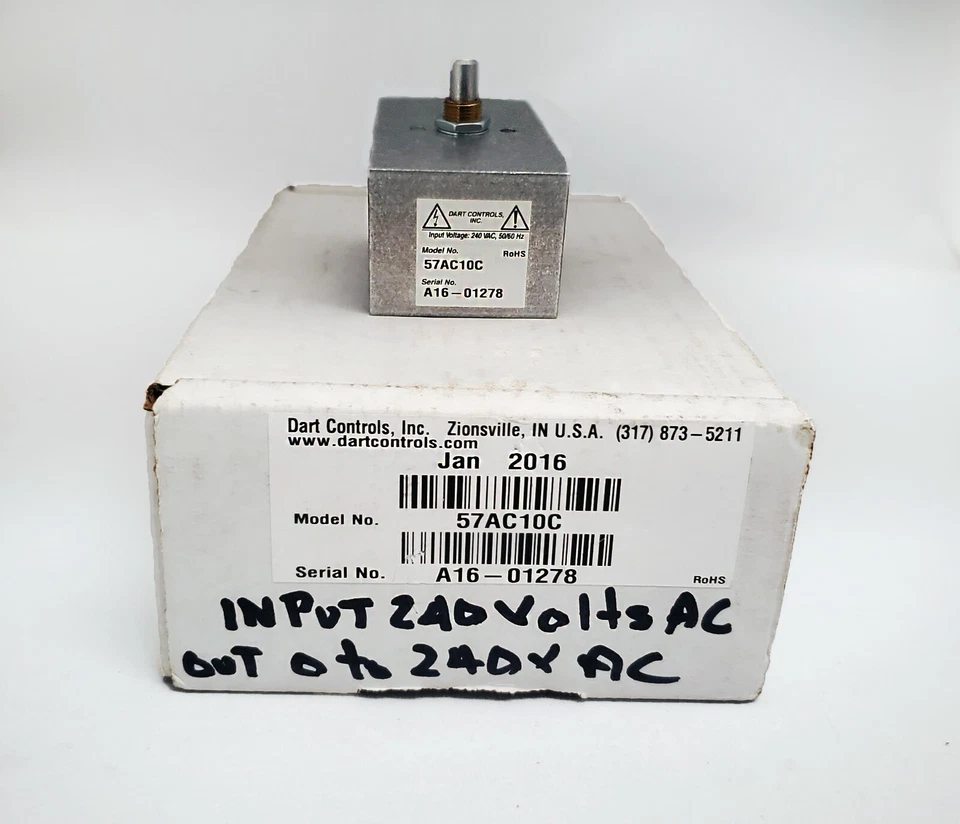 DART CONTROLS,
INC.
Input Voltage: 240 VAC, 50/60 Hz
Model No. RoHS
57AC10C
Serial No.
A16-01278
Dart Controls, Inc. Zionsville, IN U.S.A. (317) 873-5211
www.dartcontrols.com
Jan 2016
Model No. 57AC10C
Serial No. A16-01278 RoHS
INPUT 240 Volts AC
OUT 0 to 240V AC